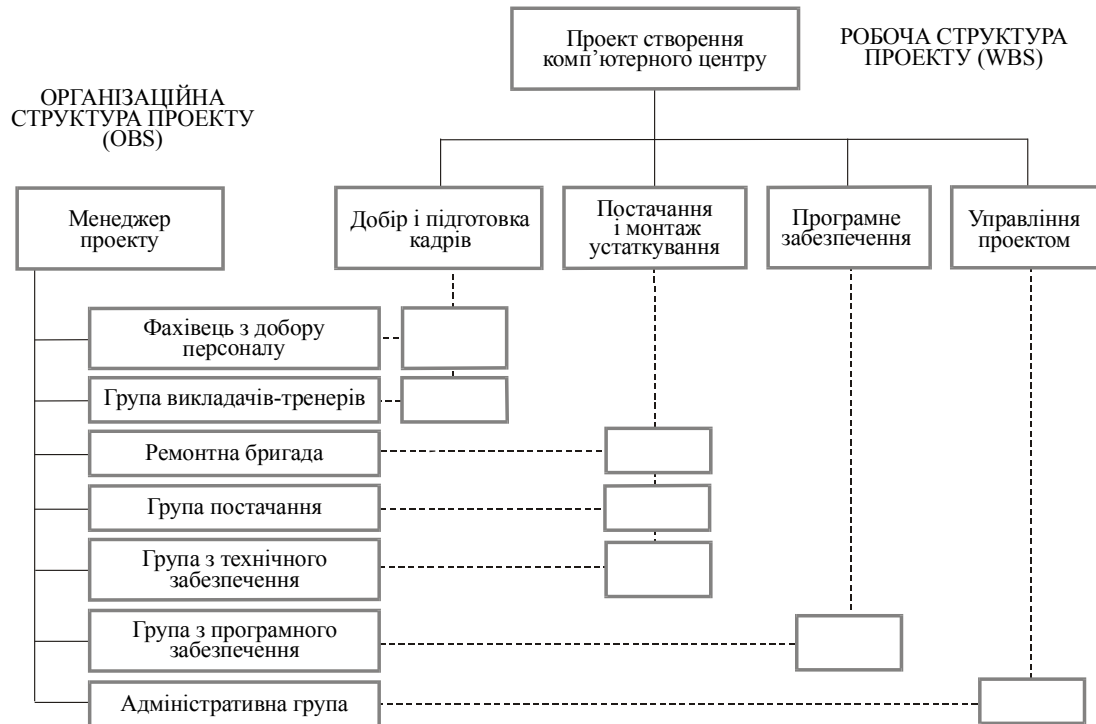 Проект створення
комп’ютерного центру
РОБОЧА СТРУКТУРА
ПРОЕКТУ (WBS)
ОРГАНІЗАЦІЙНА
СТРУКТУРА ПРОЕКТУ
(OBS)
Менеджер
проекту
Добір і підготовка
кадрів
Постачання
і монтаж
устаткування
Програмне
забезпечення
Управління
проектом
Фахівець з добору
персоналу
Група викладачів-тренерів
Ремонтна бригада
Група постачання
Група з технічного
забезпечення
Група з програмного
забезпечення
Адміністративна група